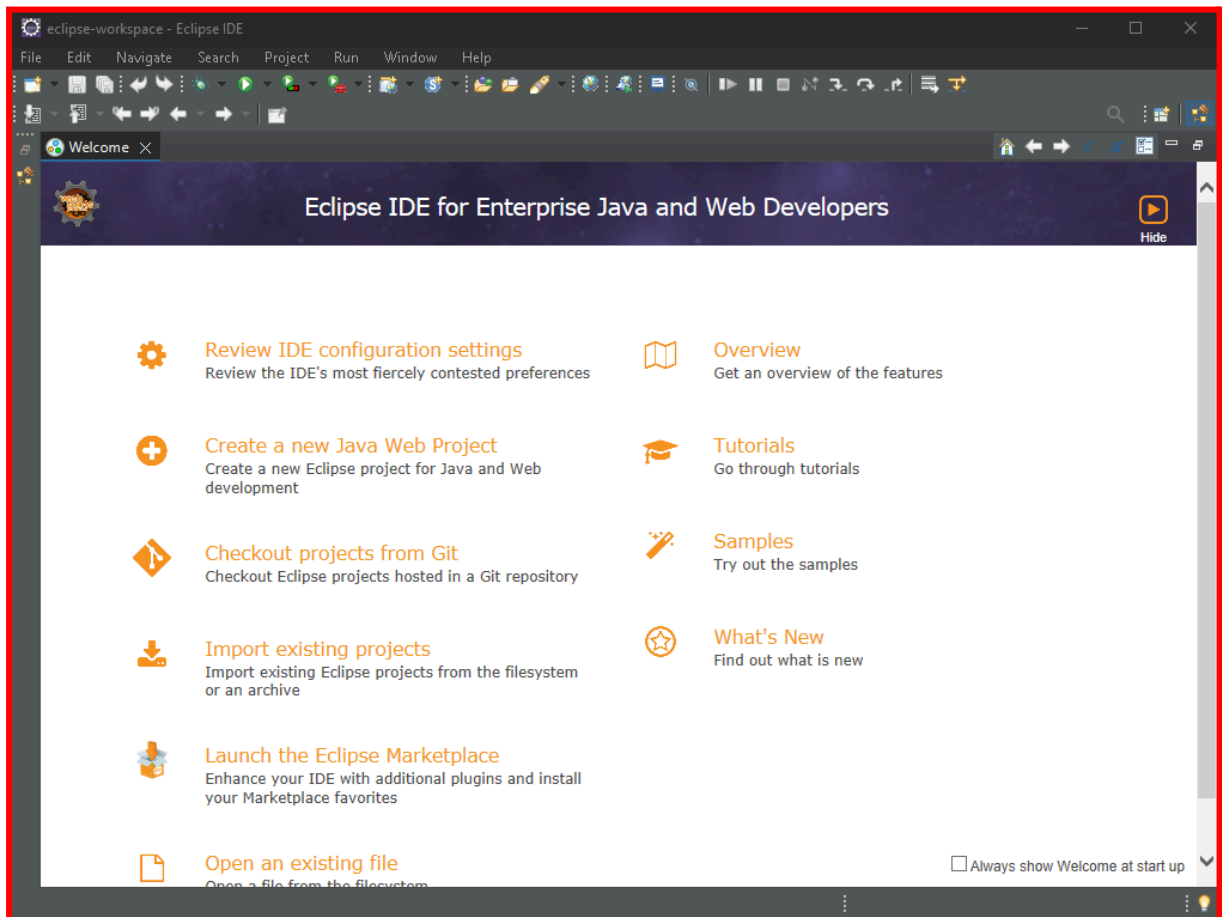 eclipse-workspace - Eclipse IDE
File Edit Navigate Search Project Run Window Help
Welcome
Eclipse IDE for Enterprise Java and Web Developers
Hide
Review IDE configuration settings
Review the IDE's most fiercely contested preferences
Create a new Java Web Project
Create a new Eclipse project for Java and Web
development
Checkout projects from Git
Checkout Eclipse projects hosted in a Git repository
Import existing projects
Import existing Eclipse projects from the filesystem
or an archive
Launch the Eclipse Marketplace
Enhance your IDE with additional plugins and install
your Marketplace favorites
Open an existing file
Open a file from the filesystem
Overview
Get an overview of the features
Tutorials
Go through tutorials
Samples
Try out the samples
What's New
Find out what is new
Always show Welcome at start up